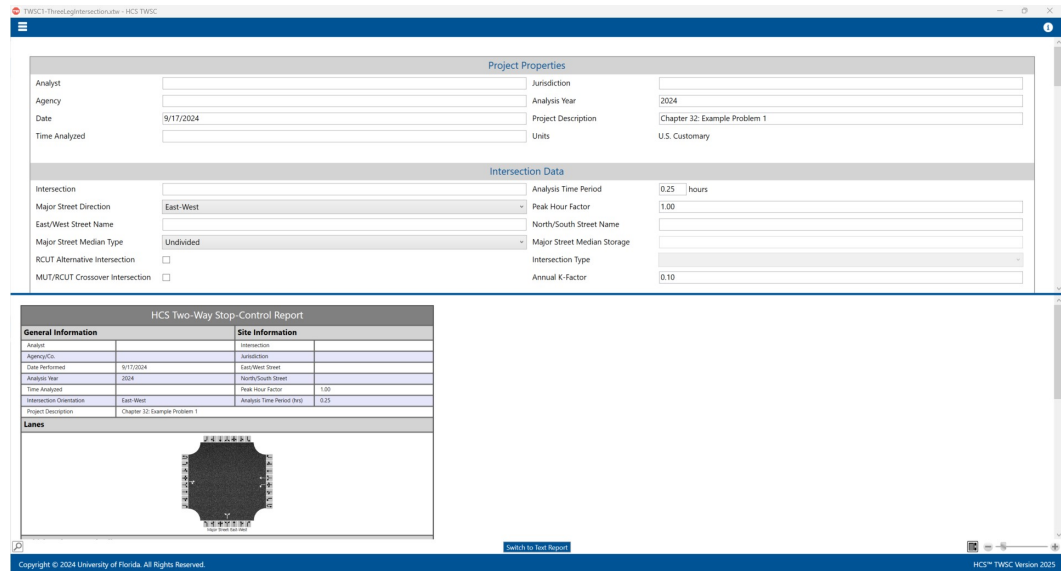 TWSC1-ThreeLegIntersection.xtw - HCS TWSC
Project Properties
Analyst Jurisdiction
Agency Analysis Year 2024
Date 9/17/2024 Project Description Chapter 32: Example Problem 1
Time Analyzed Units U.S. Customary
Intersection Data
Intersection Analysis Time Period 0.25 hours
Major Street Direction East-West Peak Hour Factor 1.00
East/West Street Name North/South Street Name
Major Street Median Type Undivided Major Street Median Storage
RCUT Alternative Intersection Intersection Type
MUT/RCUT Crossover Intersection Annual K-Factor 0.10
HCS Two-Way Stop-Control Report
General Information Site Information
Analyst Intersection
Agency/Co. Jurisdiction
Date Performed 9/17/2024 East/West Street
Analysis Year 2024 North/South Street
Time Analyzed Peak Hour Factor 1.00
Intersection Orientation East-West Analysis Time Period (hrs) 0.25
Project Description Chapter 32: Example Problem 1
Lanes
Major Street: East-West
Switch to Text Report
Copyright © 2024 University of Florida. All Rights Reserved. HCS™ TWSC Version 2025